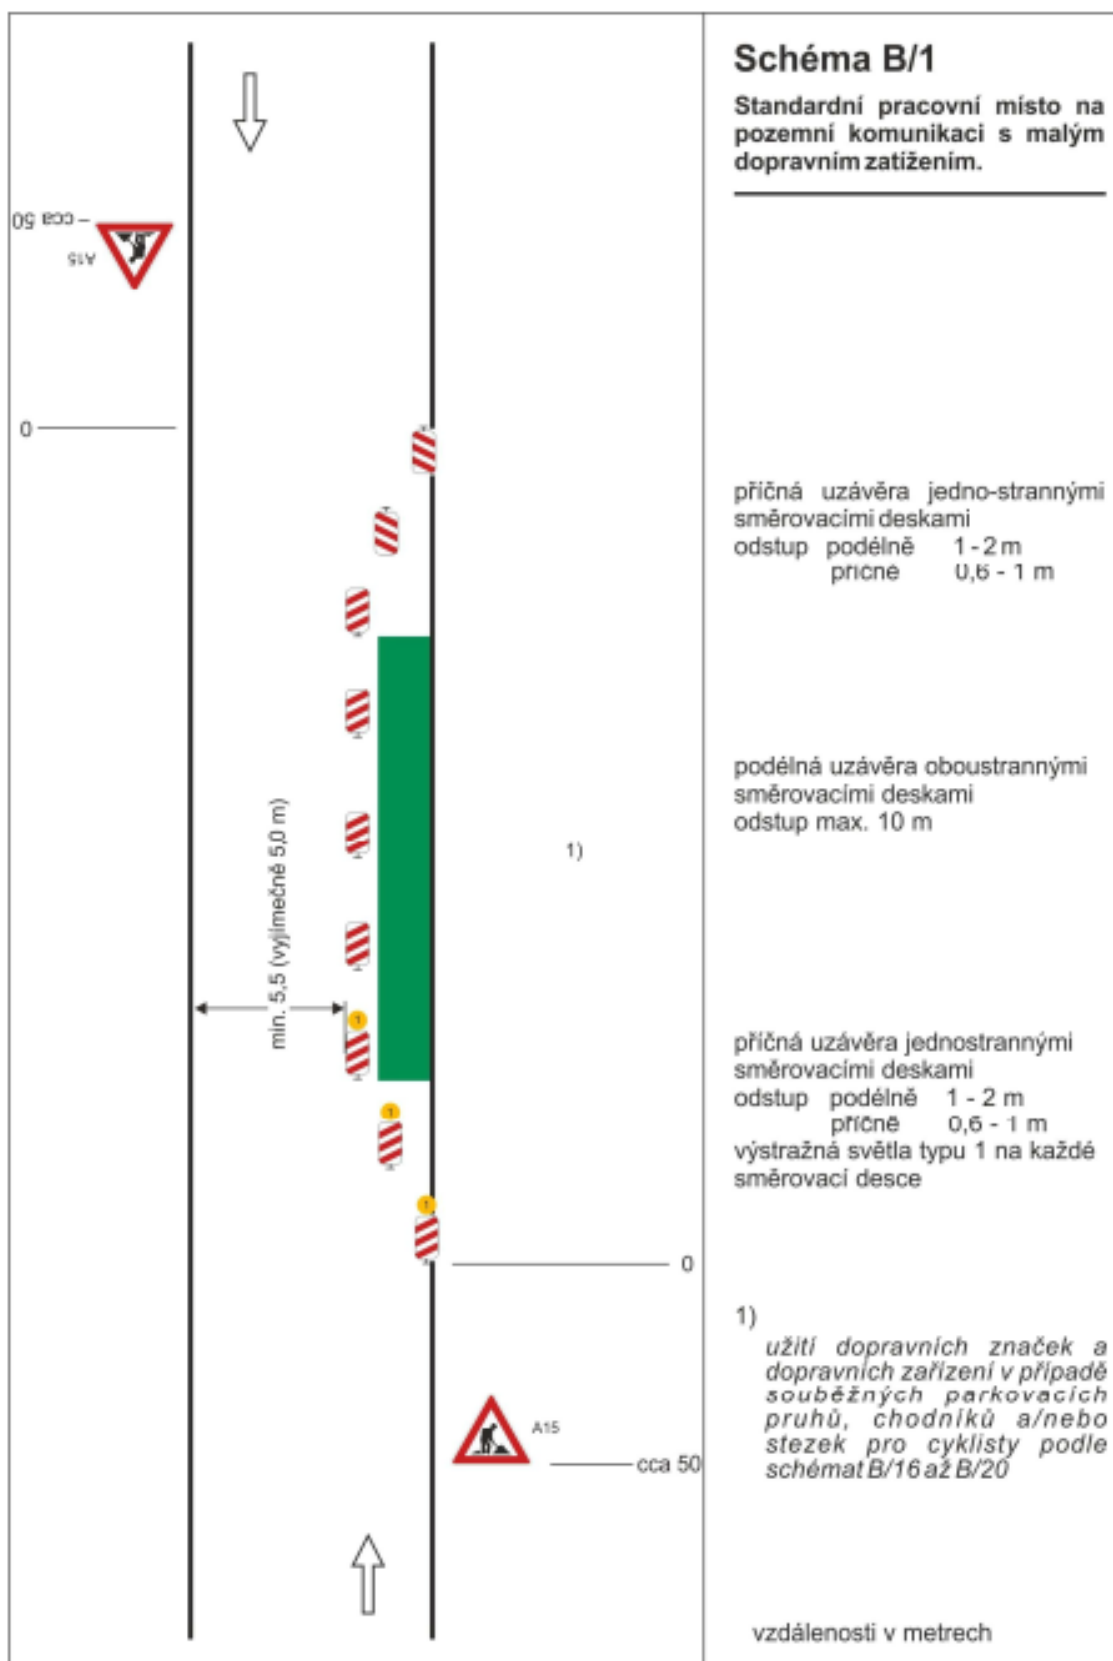 Schéma B/1
Standardní pracovní místo na
pozemní komunikaci s malým
dopravním zatížením.
cca 50
A15
0
příčná uzávěra jedno-strannými
směrovacími deskami
odstup podélně 1 - 2 m
příčně 0,6 - 1 m
podélná uzávěra oboustrannými
směrovacími deskami
odstup max. 10 m
min. 5,5 (vyjímečně 5,0 m)
1)
1
příčná uzávěra jednostrannými
směrovacími deskami
odstup podélně 1 - 2 m
příčně 0,6 - 1 m
výstražná světla typu 1 na každé
směrovací desce
1
1
0
1)
užití dopravních značek a
dopravních zařízení v případě
souběžných parkovacích
pruhů, chodníků a/nebo
stezek pro cyklisty podle
schémat B/16 až B/20
A15
cca 50
vzdálenosti v metrech